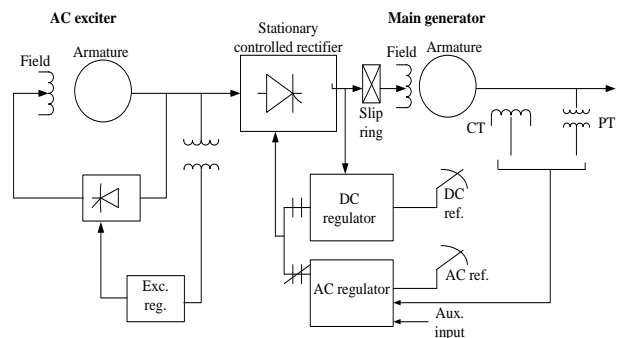 AC exciter
Main generator
Stationary
controlled rectifier
Field
Armature
Field
Armature
Slip
ring
CT
PT
DC
regulator
DC
ref.
Exc.
reg.
AC regulator
AC ref.
Aux.
input